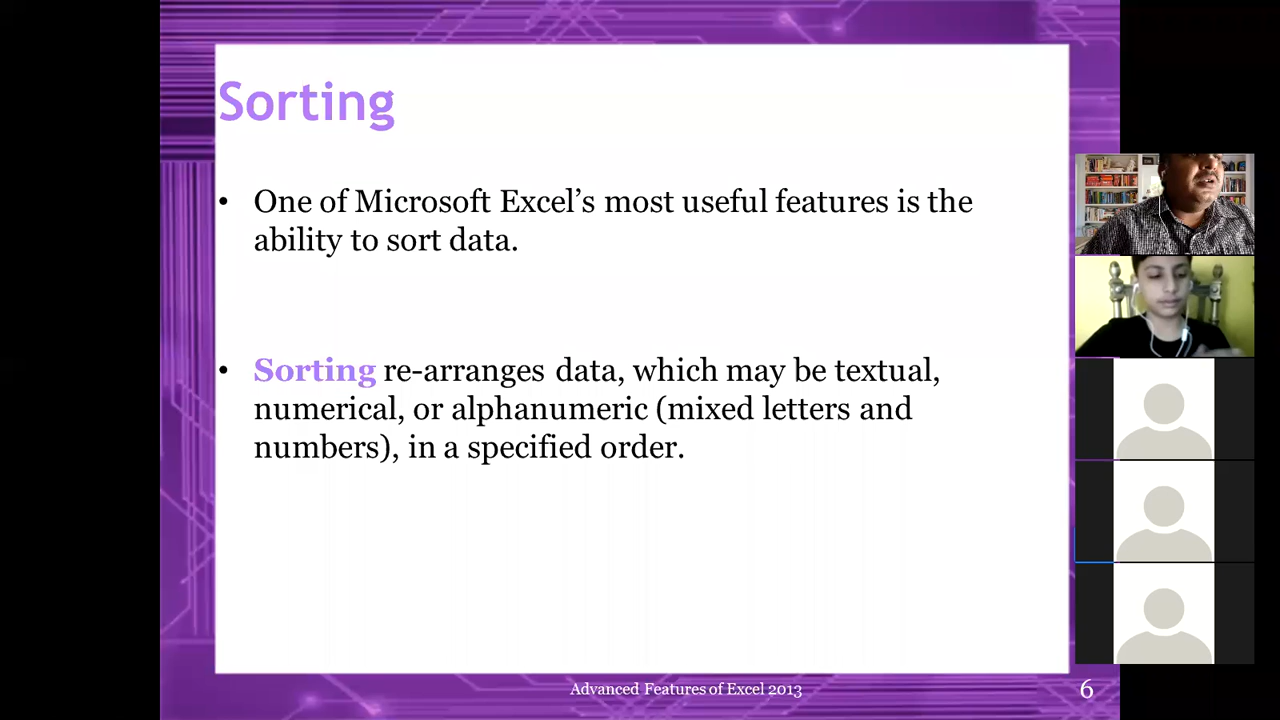 Sorting
• One of Microsoft Excel’s most useful features is the
ability to sort data.
• Sorting re-arranges data, which may be textual,
numerical, or alphanumeric (mixed letters and
numbers), in a specified order.
Advanced Features of Excel 2013
6